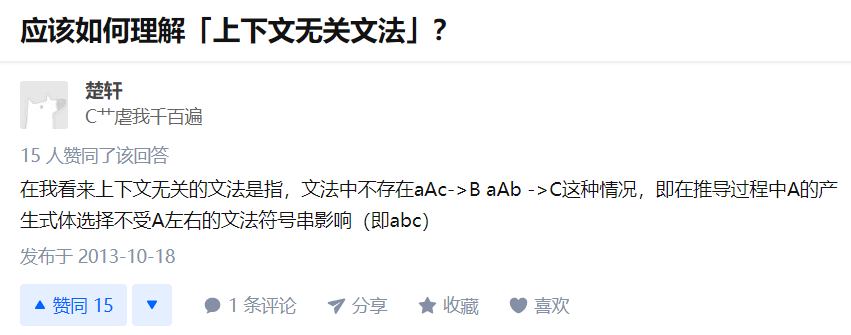 应该如何理解「上下文无关文法」?
楚轩
C艹虐我千百遍
15 人赞同了该回答
在我看来上下文无关的文法是指，文法中不存在aAc->B aAb ->C这种情况，即在推导过程中A的产
生式体选择不受A左右的文法符号串影响（即abc）
发布于 2013-10-18
赞同 15 1 条评论 分享 收藏 喜欢